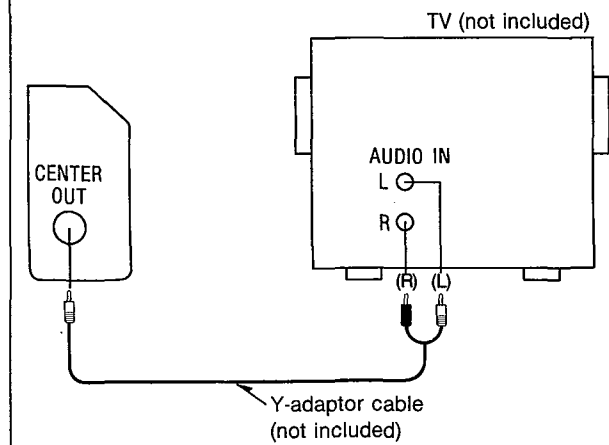 TV (not included)
CENTER
OUT
AUDIO IN
L
R
(R) (L)
Y-adaptor cable
(not included)